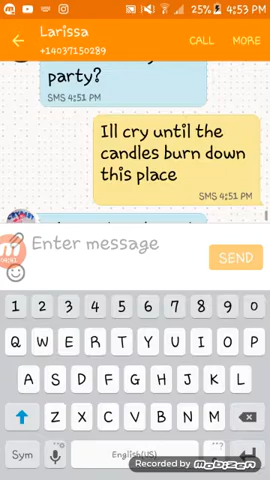 25% 4:53 PM
Larissa
+14037150289
CALL MORE
party?
SMS 4:51 PM
Ill cry until the
candles burn down
this place
SMS 4:51 PM
Enter message
SEND
1 2 3 4 5 6 7 8 9 0
Q W E R T Y U I O P
A S D F G H J K L
Z X C V B N M
Sym English(US)
Recorded by mobizen